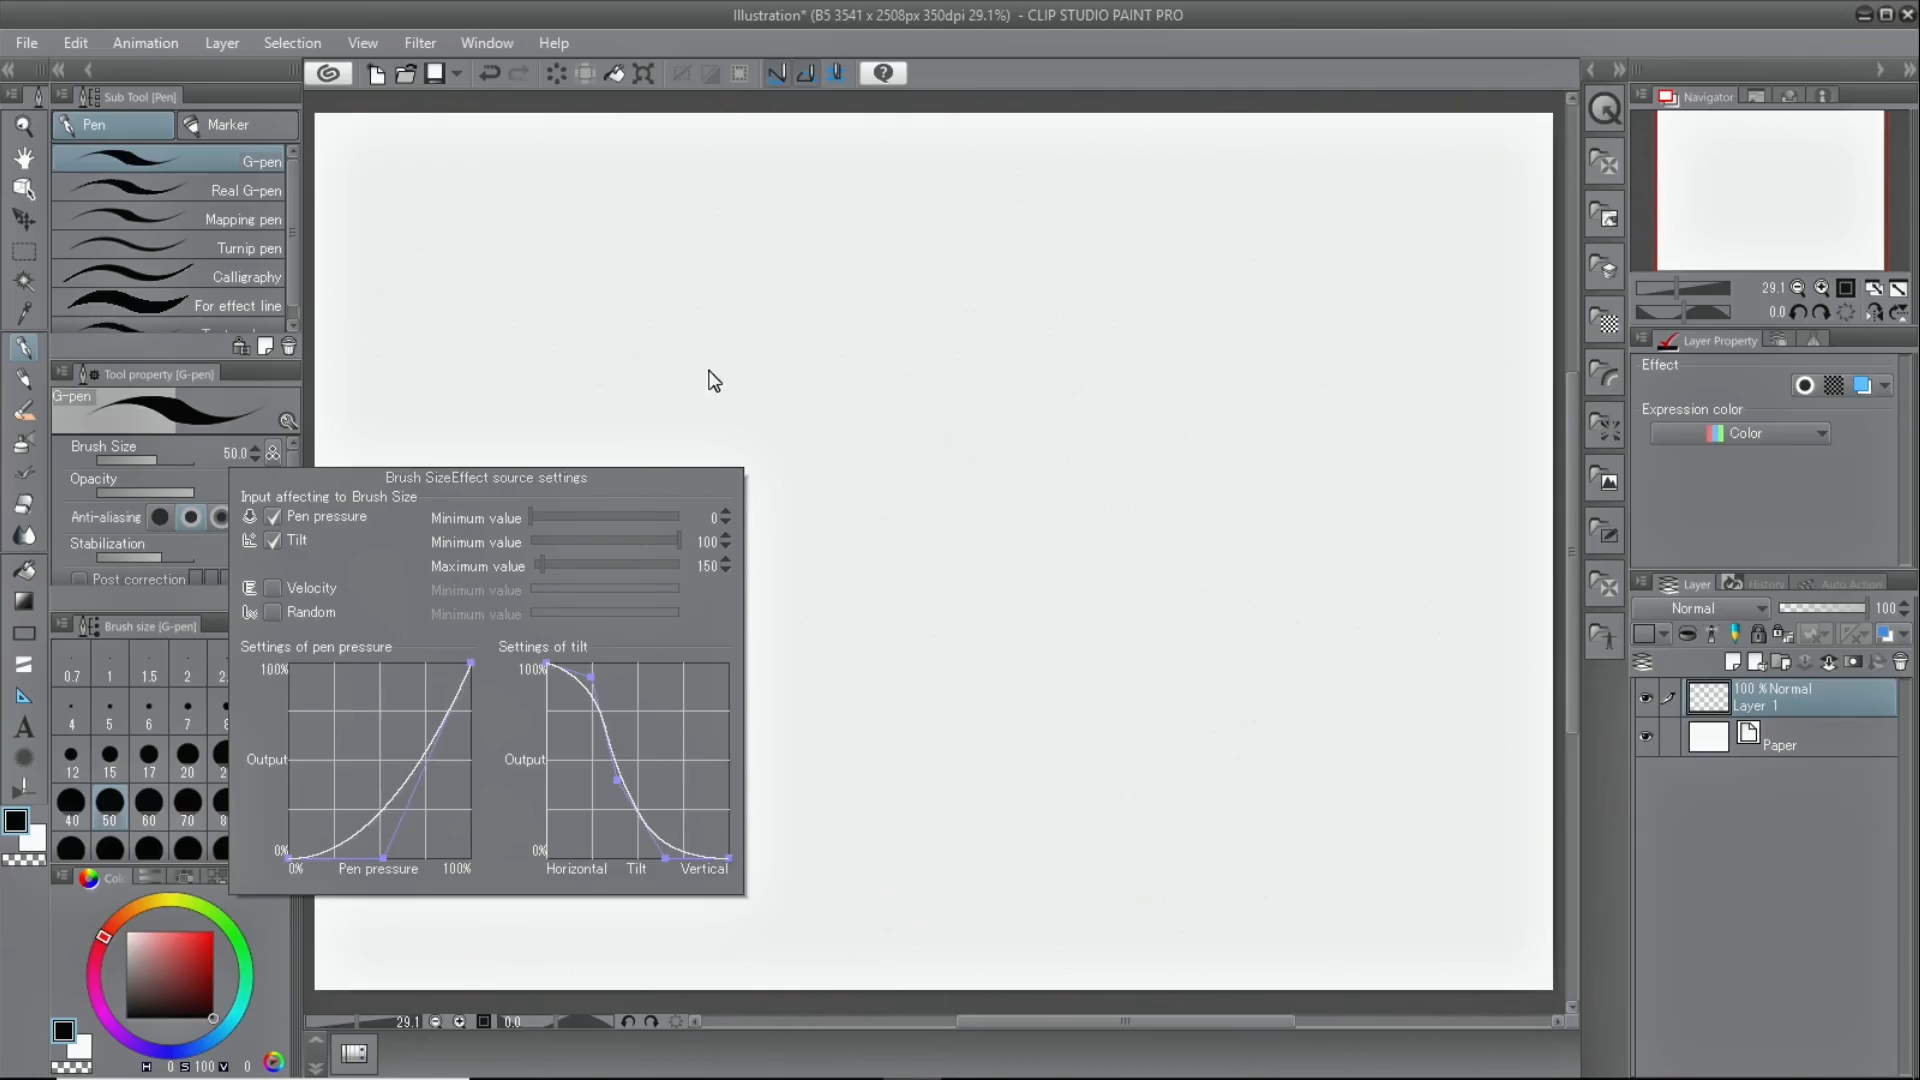 Illustration* (B5 3541 x 2508px 350dpi 29.1%)  - CLIP STUDIO PAINT PRO
File Edit Animation Layer Selection View Filter Window Help
Sub Tool [Pen]
Pen Marker
G-pen
Real G-pen
Mapping pen
Turnip pen
Calligraphy
For effect line
Tool property [G-pen]
G-pen
Brush Size 50.0
Opacity
Anti-aliasing
Stabilization
Post correction
Brush size [G-pen]
0.7 1 1.5 2
4 5 6 7
12 15 17 20
40 50 60 70
H 0 S 100 V 0
Brush SizeEffect source settings
Input affecting to Brush Size
Pen pressure Minimum value 0
Tilt Minimum value 100
Maximum value 150
Velocity Minimum value
Random Minimum value
Settings of pen pressure
100%
Output
0%
0% Pen pressure 100%
Settings of tilt
100%
Output
0%
Horizontal Tilt Vertical
29.1 0.0
Navigator
29.1
0.0
Layer Property
Effect
Expression color
Color
Layer History Auto Action
Normal 100
100 % Normal
Layer 1
Paper